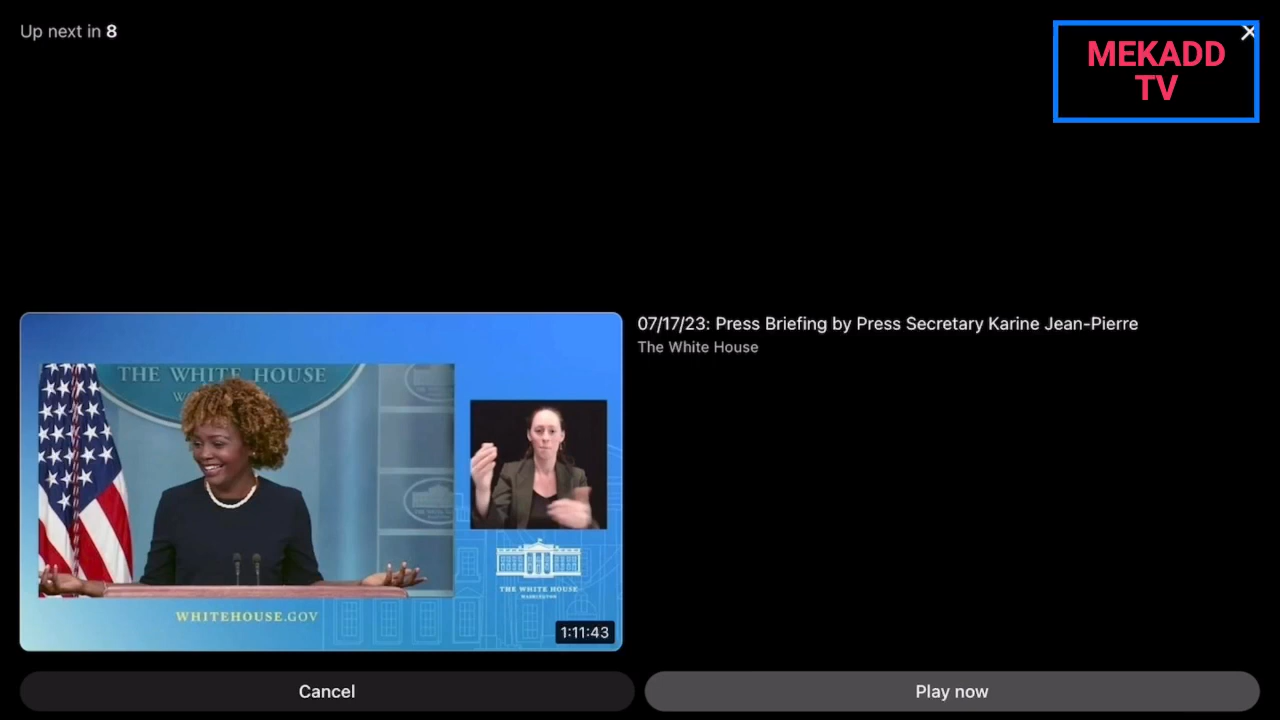 Up next in 8
MEKADD
TV
07/17/23: Press Briefing by Press Secretary Karine Jean-Pierre
The White House
THE WHITE HOUSE
THE WHITE HOUSE
WASHINGTON
WHITEHOUSE.GOV
1:11:43
Cancel
Play now